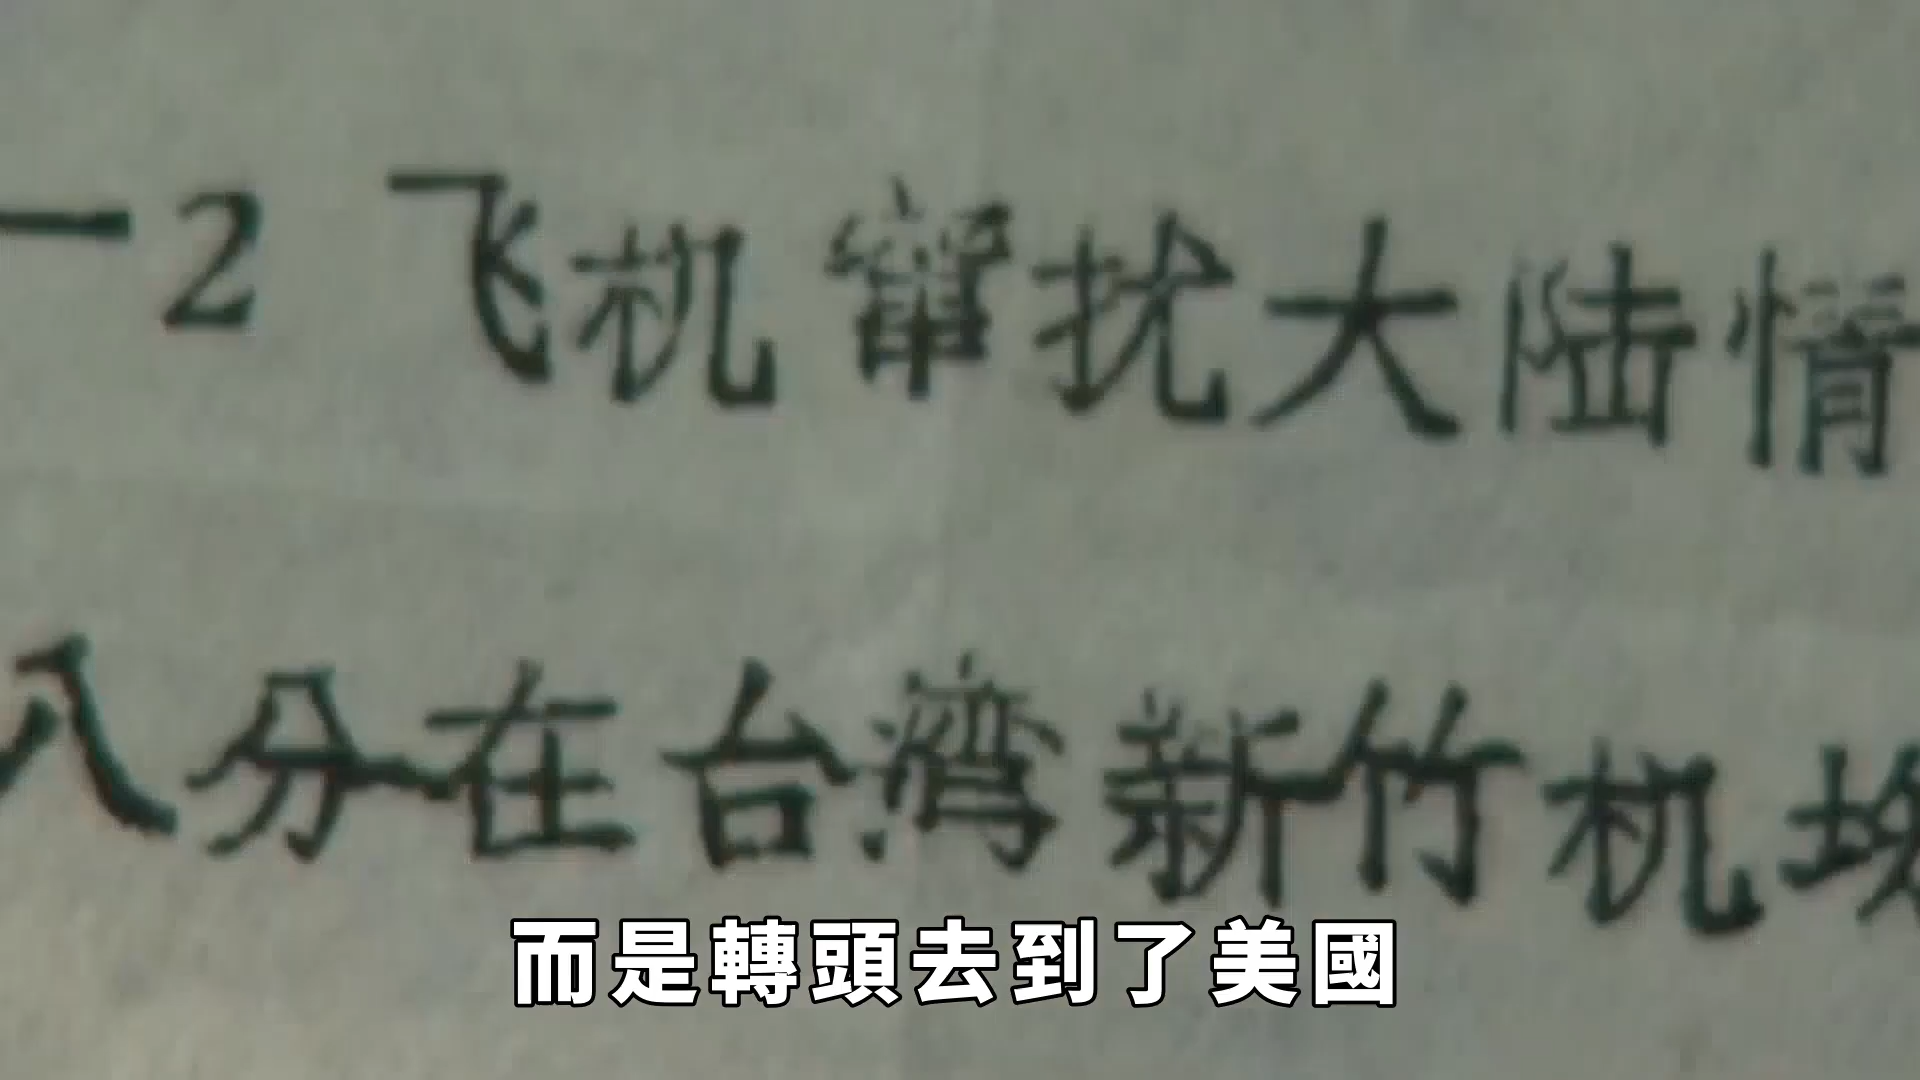 -2 飞机窜扰大陆情
八分在台湾新竹机场
而是轉頭去到了美國